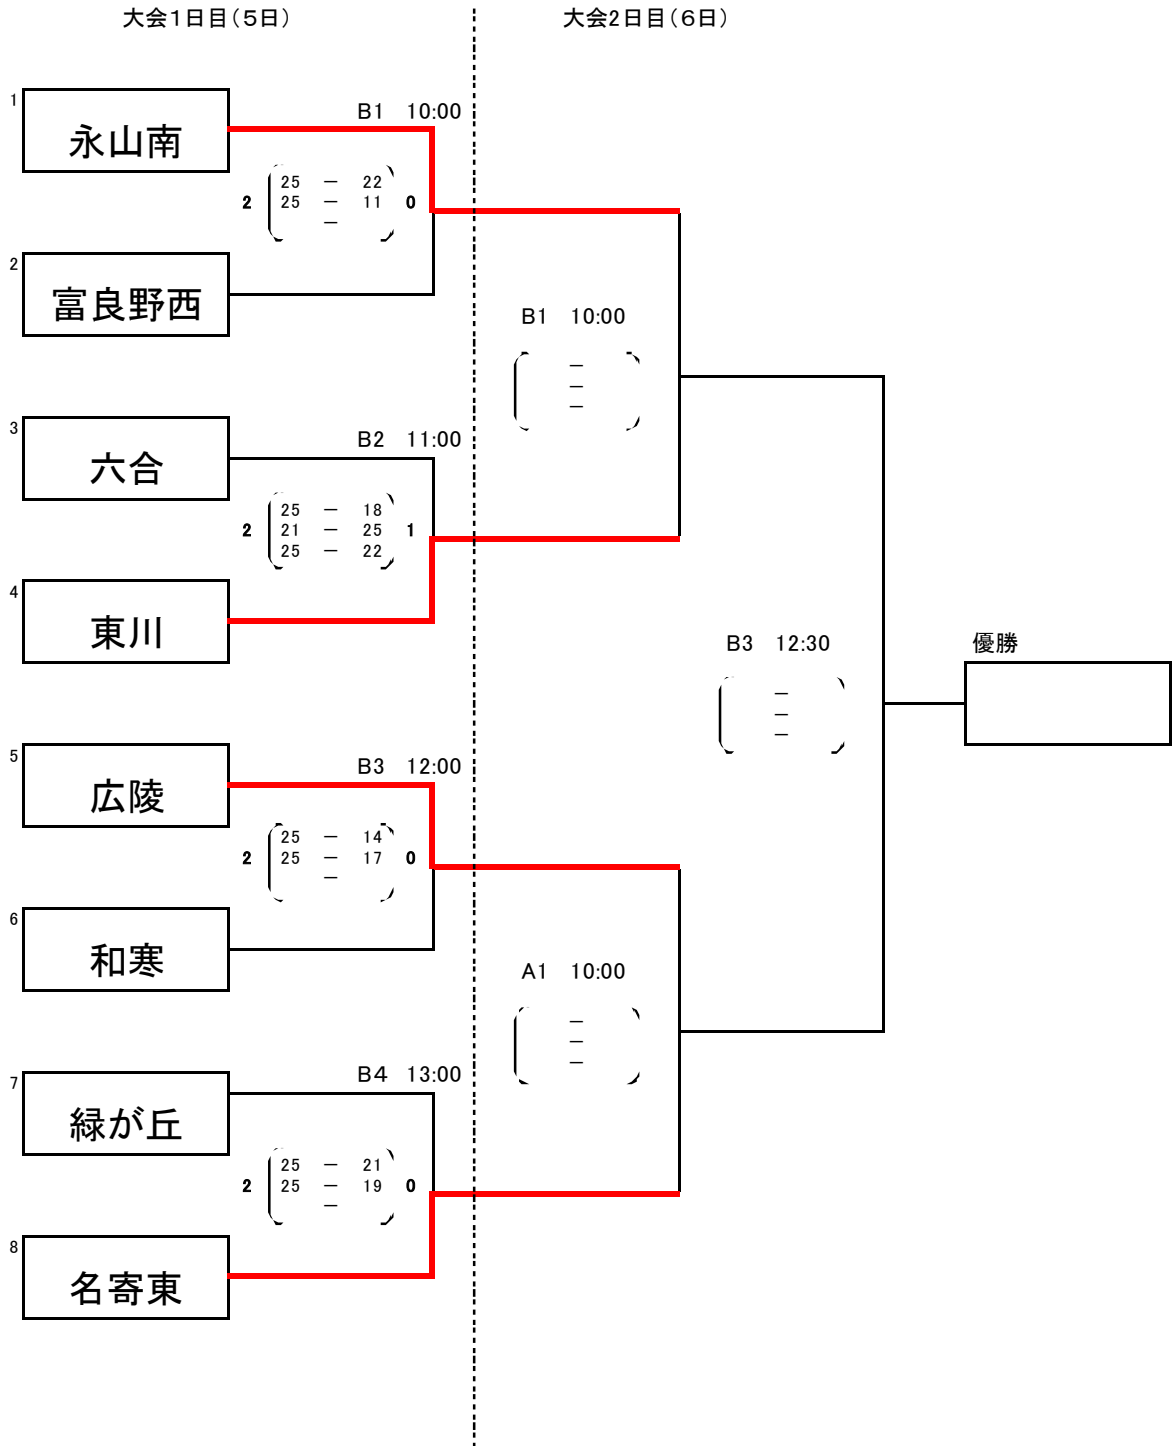 大会1日目(5日)
大会2日目(6日)
1
永山南
B1 10:00
2
25 － 22
25 － 11
－
0
2
富良野西
B1 10:00
－
－
－
3
六合
B2 11:00
2
25 － 18
21 － 25
25 － 22
1
4
東川
B3 12:30
－
－
－
優勝
5
広陵
B3 12:00
2
25 － 14
25 － 17
－
0
6
和寒
A1 10:00
－
－
－
7
緑が丘
B4 13:00
2
25 － 21
25 － 19
－
0
8
名寄東